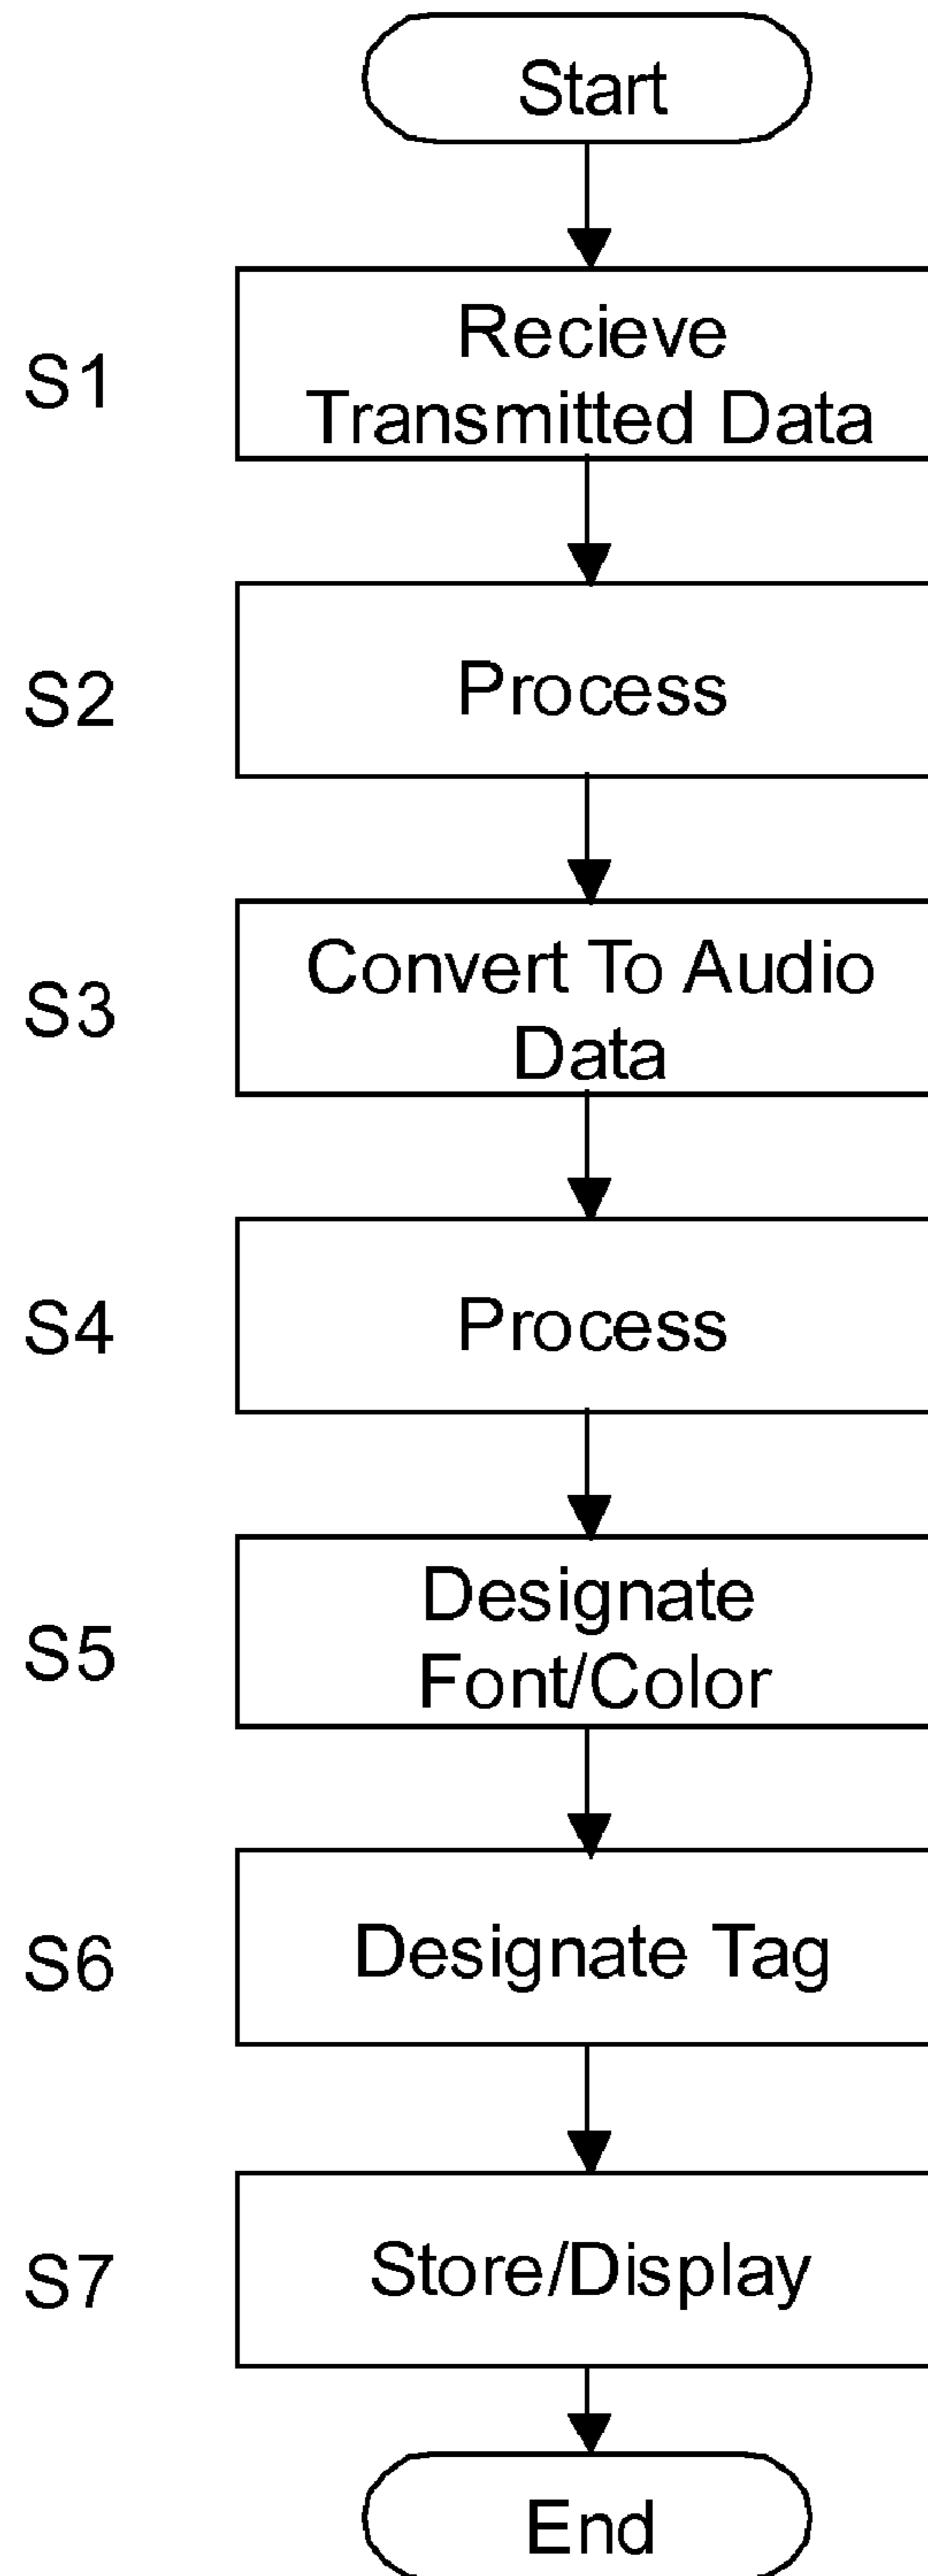 Start
S1
Recieve
Transmitted Data
S2
Process
S3
Convert To Audio
Data
S4
Process
S5
Designate
Font/Color
S6
Designate Tag
S7
Store/Display
End